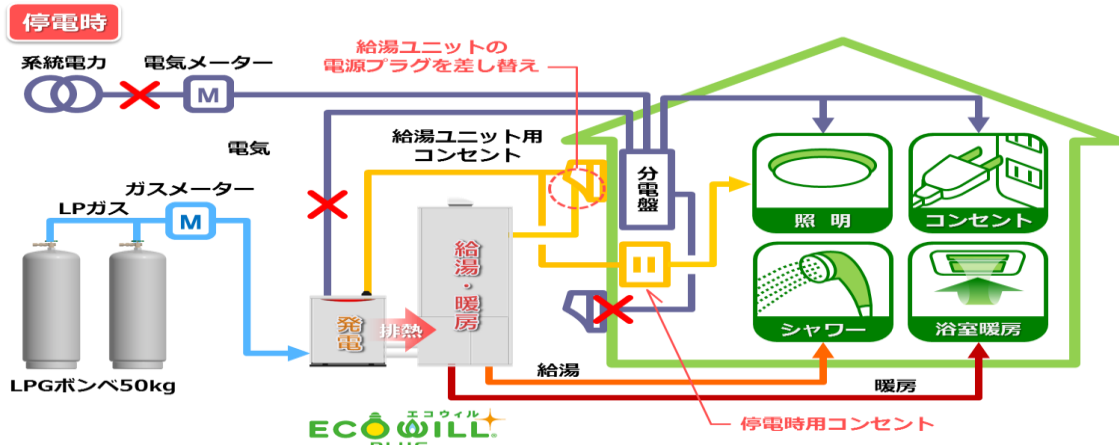 停電時
系統電力
電気メーター
M
給湯ユニットの
電源プラグを差し替え
電気
給湯ユニット用
コンセント
ガスメーター
LPガス
M
分電盤
照明
コンセント
給湯・暖房
発電
排熱
シャワー
浴室暖房
LPGボンベ50kg
給湯
暖房
停電時用コンセント
エコウィル
ECOWILL
PLUS